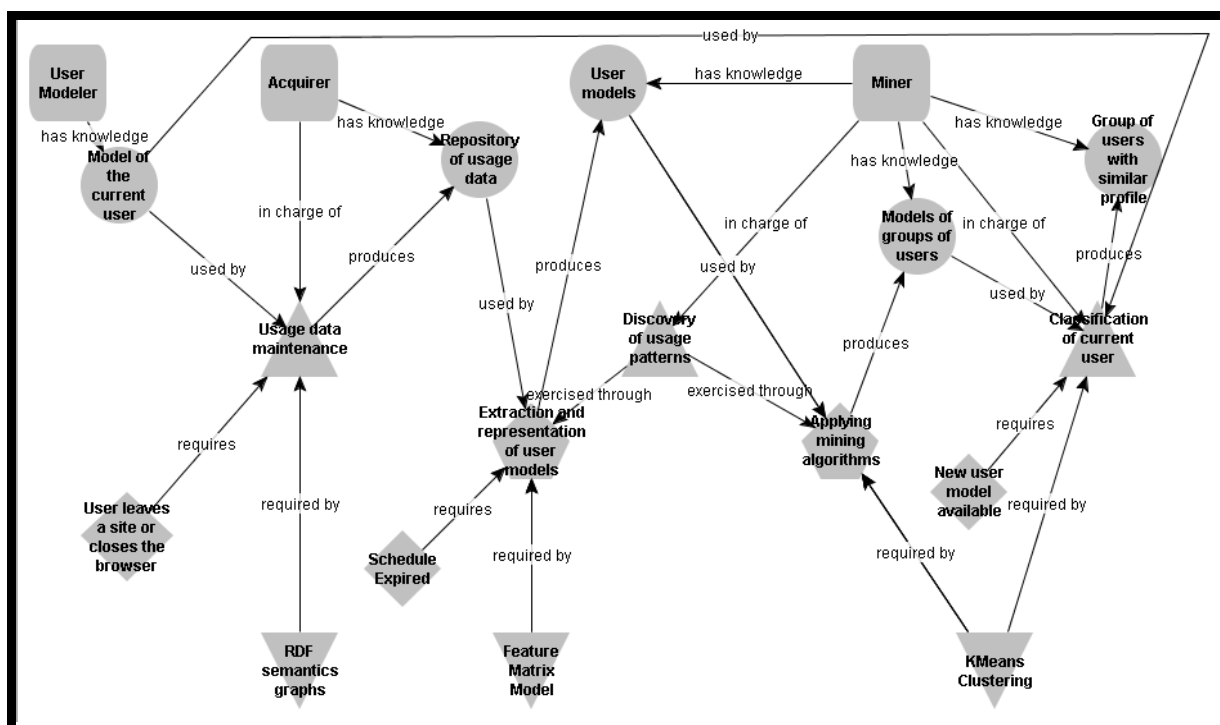 used by
User
Modeler
Acquirer
User
models
has knowledge
Miner
has knowledge
Model of
the
current
user
has knowledge
Repository
of usage
data
has knowledge
Group of
users
with
similar
profile
has knowledge
in charge of
in charge of
Models of
groups of
users
in charge of
used by
produces
produces
used by
produces
used by
used by
Usage data
maintenance
Discovery
of usage
patterns
produces
Classification
of current
user
exercised through
exercised through
Extraction and
representation
of user
models
Applying
mining
algorithms
requires
requires
New user
model
available
User leaves
a site or
closes the
browser
required by
requires
required by
Schedule
Expired
required by
required by
RDF
semantics
graphs
Feature
Matrix
Model
KMeans
Clustering